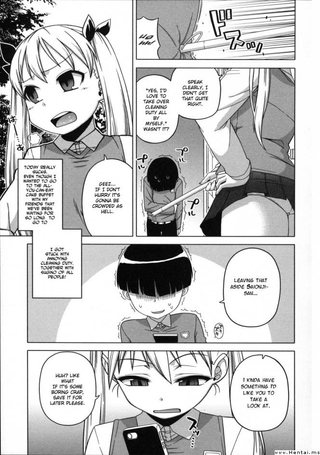 UGH
UH!
SPEAK
CLEARLY, I
DIDN'T GET
THAT
QUITE
RIGHT.
"YES, I'D
LOVE TO
TAKE OVER
CLEANING
DUTY ALL
BY
MYSELF,"
WASN'T IT?
TODAY
REALLY
SUCKS.
EVEN THOUGH I
WANTED TO GO
TO THE ALL-
YOU-CAN-EAT
CAKE BUFFET
WITH MY
FRIENDS THAT
WE'VE BEEN
WAITING FOR
SO LONG TO
GO TO
GEEZ...
IF I
DON'T HURRY
IT'S GONNA BE
CROWDED AS
HELL.
I GOT
STUCK WITH
ANNOYING
CLEANING DUTY.
TOGETHER WITH
OF ALL
PEOPLE!
LEAVING
THAT
ASIDE
SAIONJI-
SAN...
HUH? LIKE
WHAT
IF IT'S
SOME
BORING CRAP,
SAVE IT FOR
LATER PLEASE.
I KINDA
HAVE
SOMETHING
I'D LIKE YOU
TO TAKE A
LOOK AT..
www.Hentai.ms